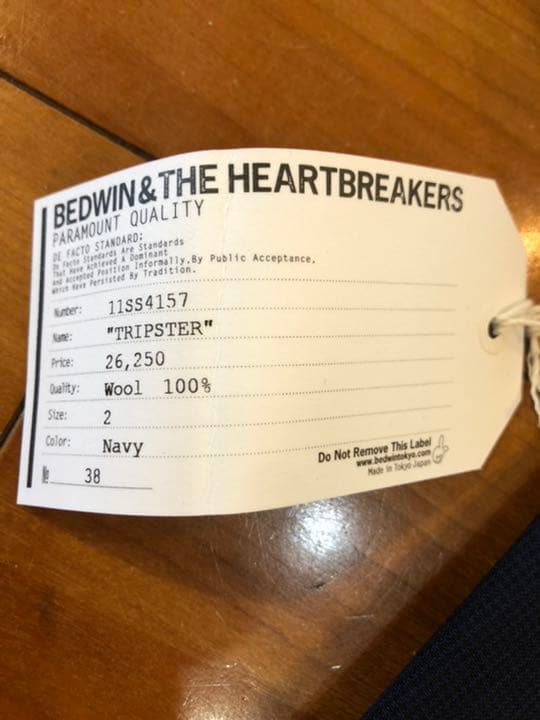 BEDWIN & THE HEARTBREAKERS
PARAMOUNT QUALITY
DE FACTO STANDARD:
De Facto Standards Are Standards
That Have Achieved A Dominant
And Accepted Position Informally,By Public Acceptance,
Which Have Persisted By Tradition.
Number: 11SS4157
Name: "TRIPSTER"
Price: 26,250
Quality: Wool 100%
Size: 2
Color: Navy
№ 38
Do Not Remove This Label
www.bedwintokyo.com
Made in Tokyo Japan